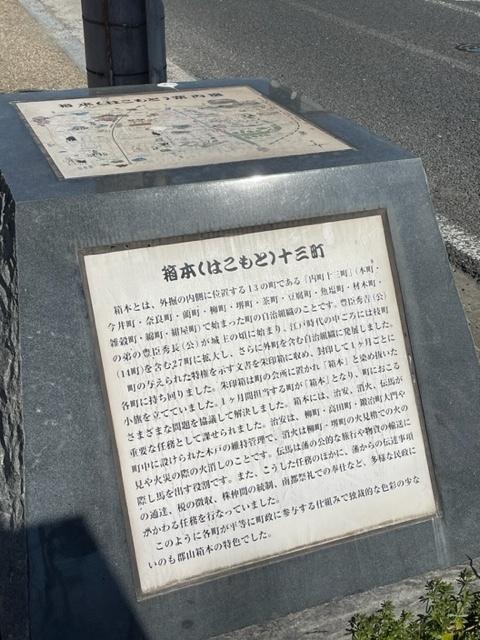 箱本(はこもと)案内図
箱本(はこもと)十三町
箱本とは、外堀の内側に位置する13の町である「内町十三町」(本町・
今井町・奈良町・藺町・柳町・堺町・茶町・豆腐町・魚塩町・材木町・
雑穀町・綿町・紺屋町)で始まった町の自治組織のことです。豊臣秀吉(公)
の弟の豊臣秀長(公)が城主の頃に始まり、江戸時代の中ごろには枝町
(14町)を含む27町に拡大し、さらに外町を含む自治組織に発展しました。
町の与えられた特権を示す文書を朱印箱に収め、封印して1ヶ月ごとに
各町に持ち回りました。朱印箱は町の会所に置かれ「箱本」と染め抜いた
小旗を立てていました。1ヶ月間担当する町が「箱本」となり、町におこる
さまざまな問題を協議して解決しました。箱本には、治安、消火、伝馬が
重要な任務として課せられました。治安は、柳町・高田町・鍛冶町大門や
町中に設けられた木戸の維持管理で、消火は柳町・堺町の火見櫓での火の
見や火災の際の火消しのことです。伝馬は藩の公的な旅行や物資の輸送に
際し馬を出す役割です。また、こうした任務のほかに、藩からの伝達事項
の通達、税の徴収、株仲間の統制、南都祭礼での奉仕など、多様な民政に
かかわる任務を行なっていました。
このように各町が平等に町政に参与する仕組みで独裁的な色彩の少な
いのも郡山箱本の特色でした。